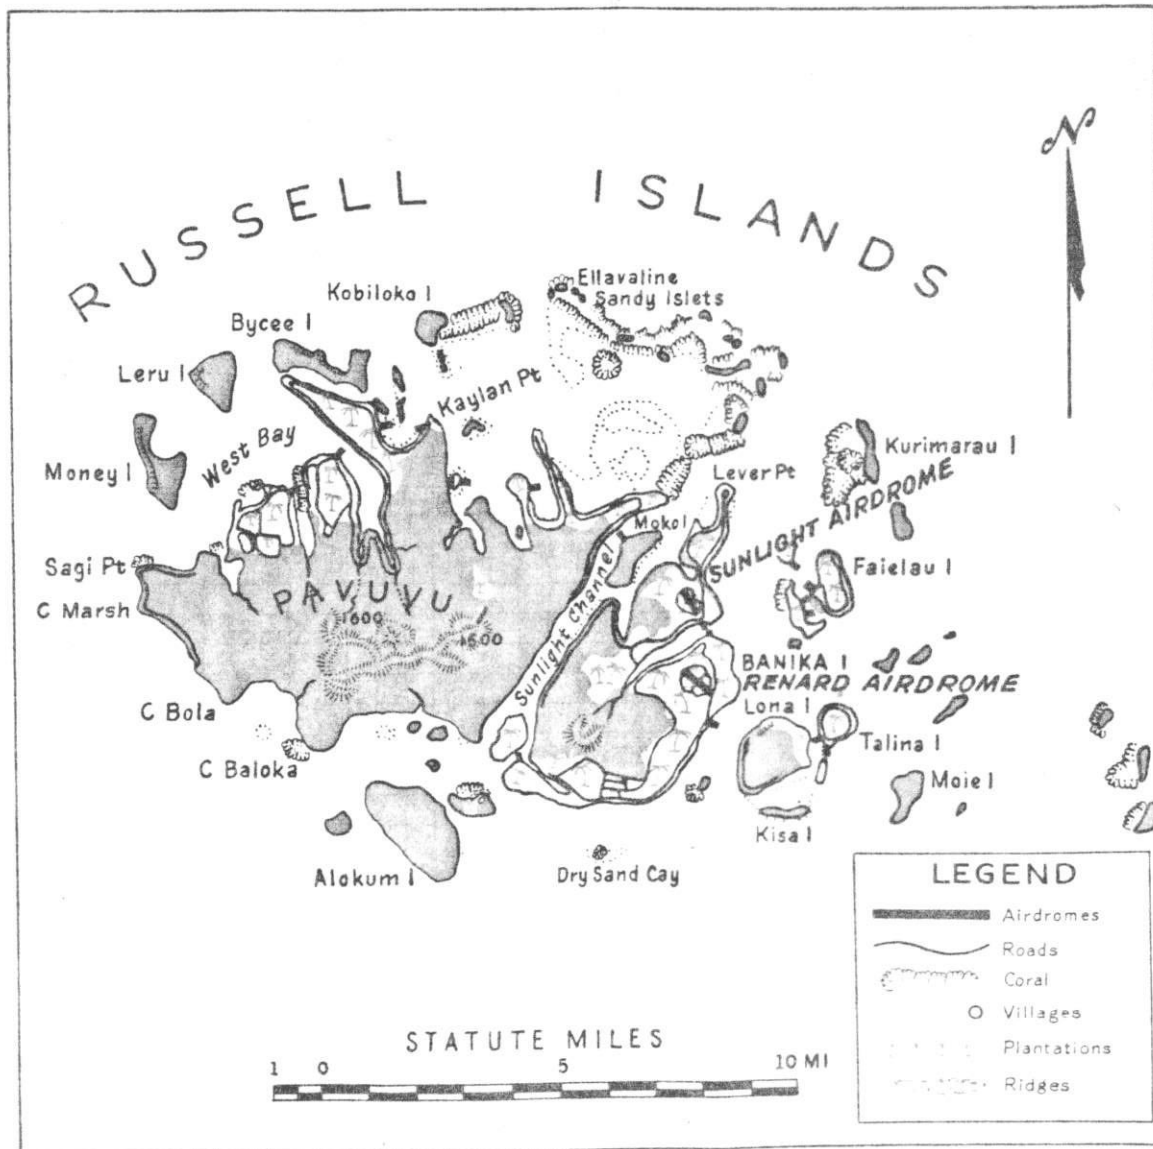 N
RUSSELL ISLANDS
Ellavaline
Sandy Islets
Kobiloko I
Bycee I
Leru I
Kaylan Pt
West Bay
Money I
Kurimarau I
Lever Pt
SUNLIGHT AIRDROME
Moko I
Sagi Pt
C Marsh
PAVUVU
1600
1600
Sunlight Channel
Faielau I
BANIKA I
RENARD AIRDROME
Lona I
Talina I
C Bola
C Baloka
Moie I
Kisa I
Alokum I
Dry Sand Cay
LEGEND
Airdromes
Roads
Coral
Villages
Plantations
Ridges
STATUTE MILES
1 0 5 10 MI